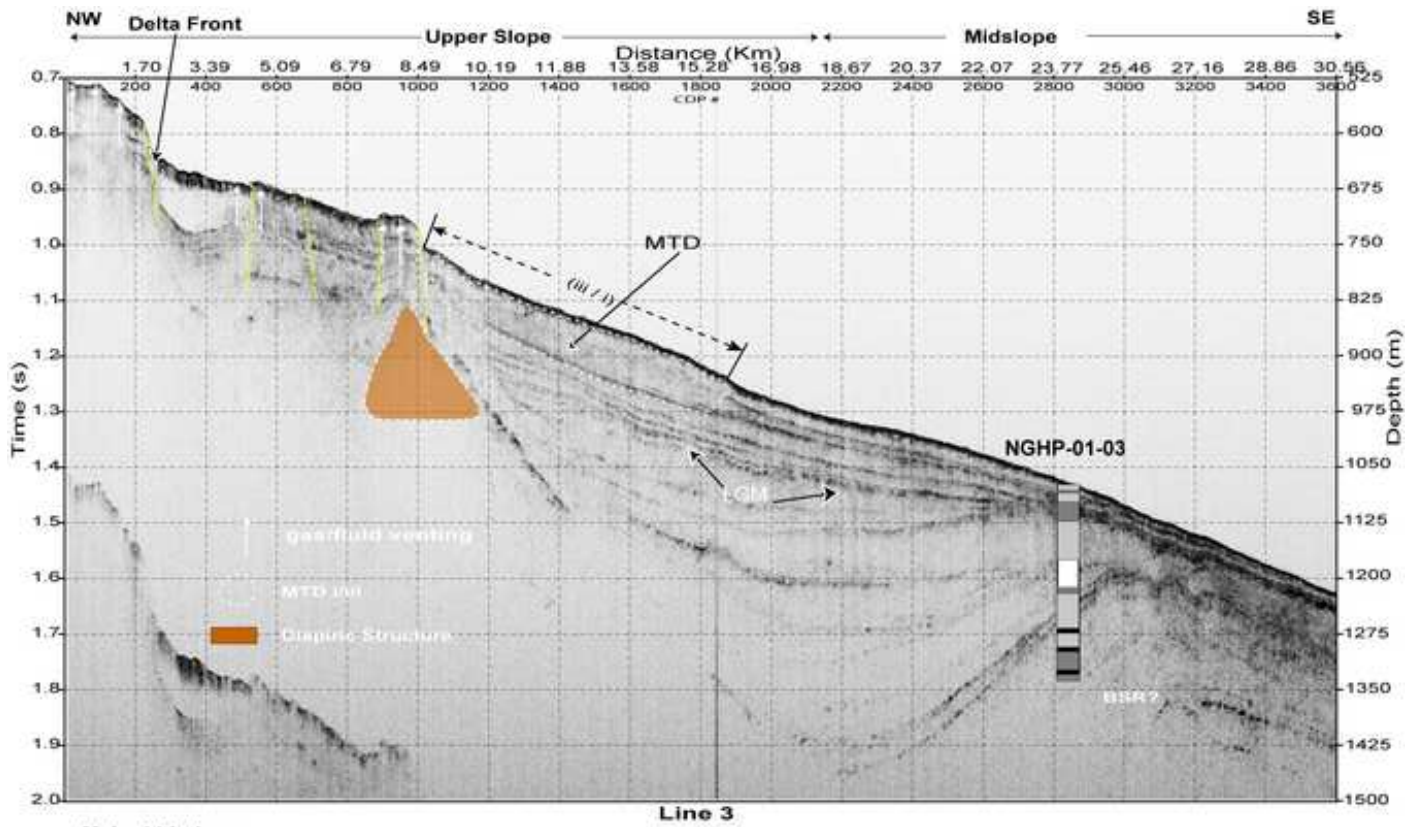 NW Delta Front SE
Upper Slope Midslope
Distance (Km)
1.70 3.39 5.09 6.79 8.49 10.19 11.88 13.58 15.28 16.98 18.67 20.37 22.07 23.77 25.46 27.16 28.86 30.56
200 400 600 800 1000 1200 1400 1600 1800 2000 2200 2400 2600 2800 3000 3200 3400 3600
CDP #
0.7 525
0.8 600
0.9 675
1.0 750
1.1 825
1.2 900
1.3 975
1.4 1050
1.5 1125
1.6 1200
1.7 1275
1.8 1350
1.9 1425
2.0 1500
Time (s)
Depth (m)
MTD
(iii / i)
NGHP-01-03
LGM
gas/fluid venting
MTD infill
Diapiric Structure
BSR?
Line 3